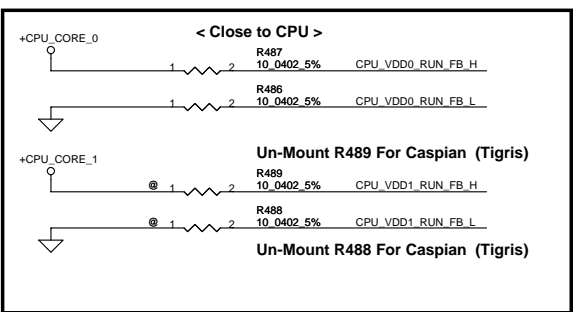 < Close to CPU >
+CPU_CORE_0
R487
1 2 10_0402_5% CPU_VDD0_RUN_FB_H
R486
1 2 10_0402_5% CPU_VDD0_RUN_FB_L
Un-Mount R489 For Caspian (Tigris)
+CPU_CORE_1
R489
@ 1 2 10_0402_5% CPU_VDD1_RUN_FB_H
R488
@ 1 2 10_0402_5% CPU_VDD1_RUN_FB_L
Un-Mount R488 For Caspian (Tigris)